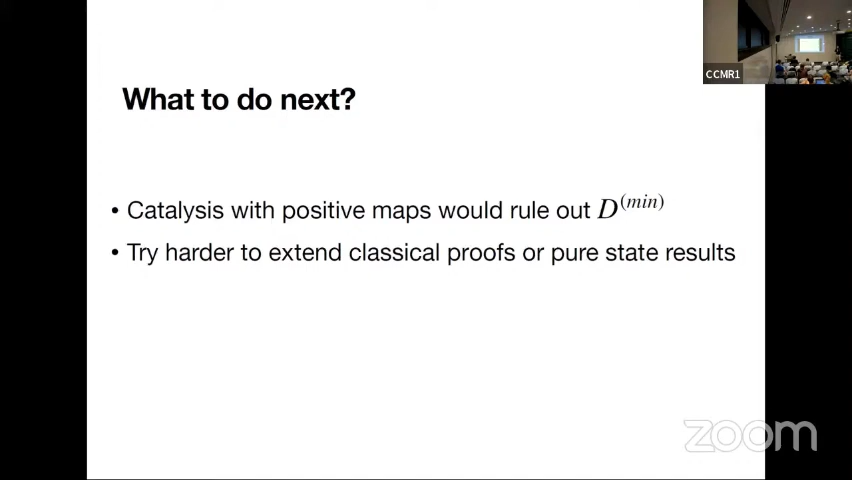 CCMR1
What to do next?
• Catalysis with positive maps would rule out D^(min)
• Try harder to extend classical proofs or pure state results
zoom